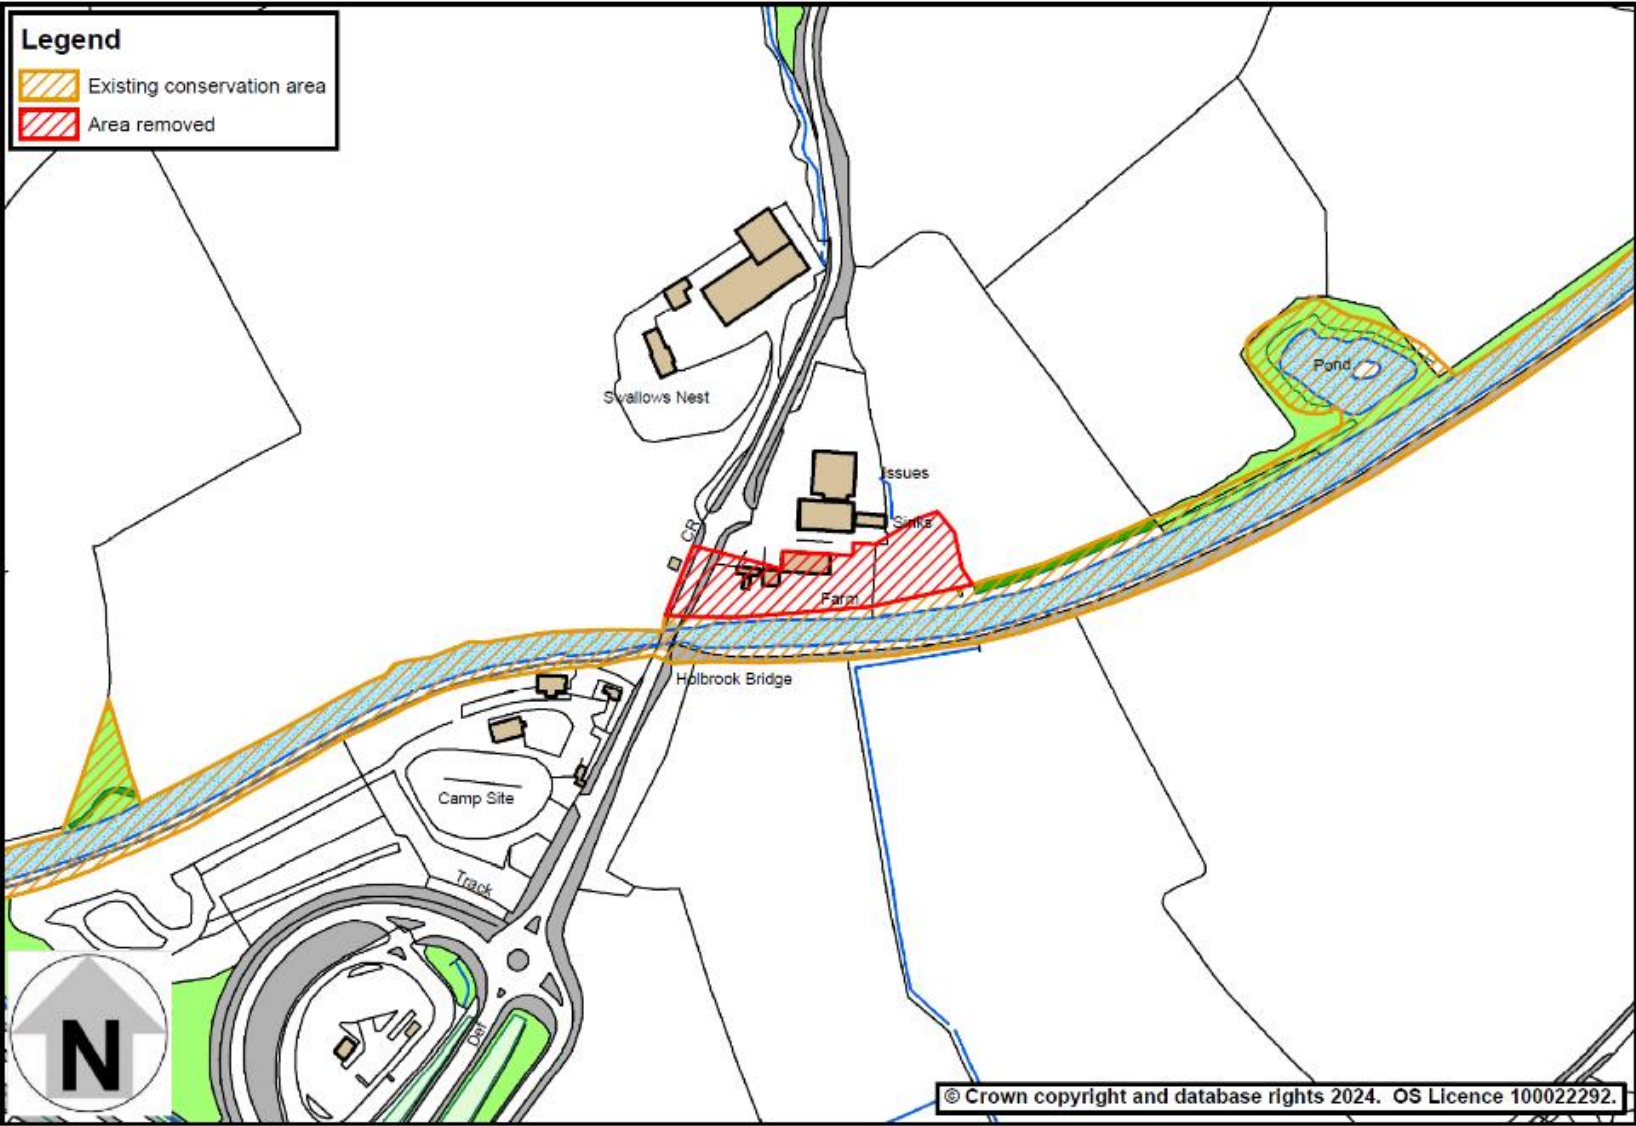 Legend
Existing conservation area
Area removed
Pond
Swallows Nest
Issues
Sinks
CR
Farm
Holbrook Bridge
Camp Site
Track
Def
N
© Crown copyright and database rights 2024. OS Licence 100022292.